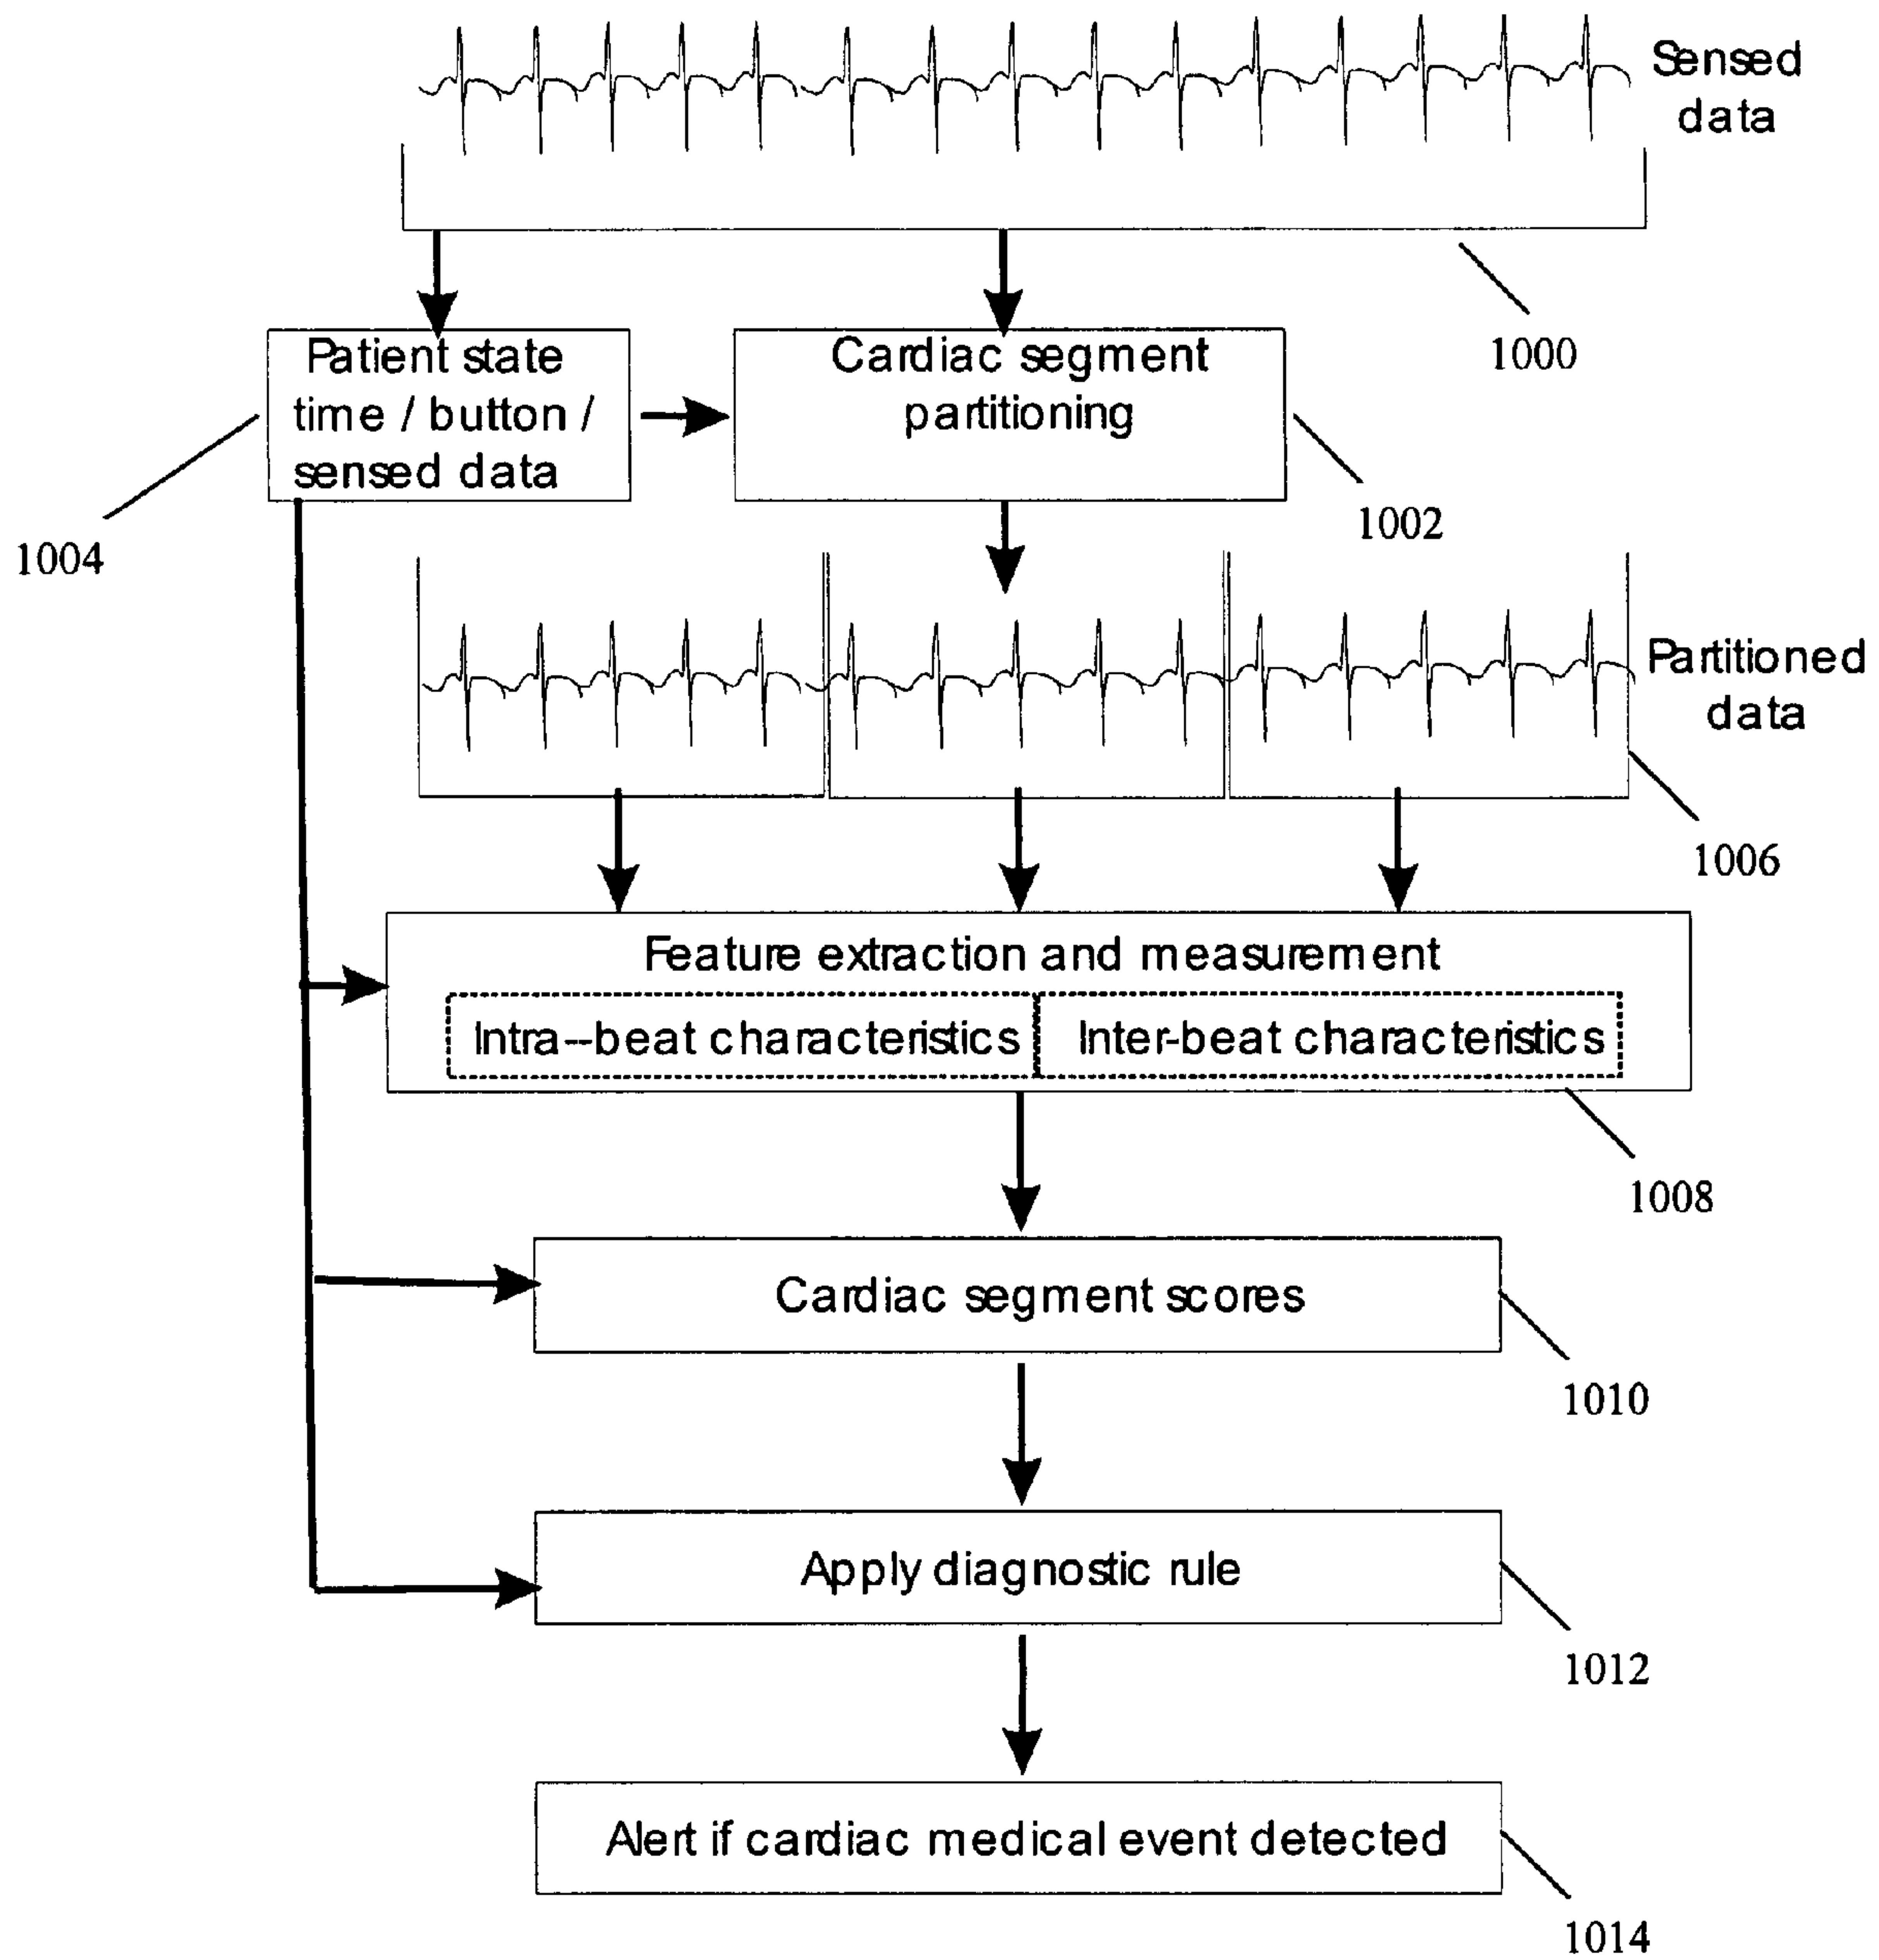 Sensed
data
1000
Patient state
time / button /
sensed data
Cardiac segment
partitioning
1004
1002
Partitioned
data
1006
Feature extraction and measurement
Intra--beat characteristics
Inter-beat characteristics
1008
Cardiac segment scores
1010
Apply diagnostic rule
1012
Alert if cardiac medical event detected
1014